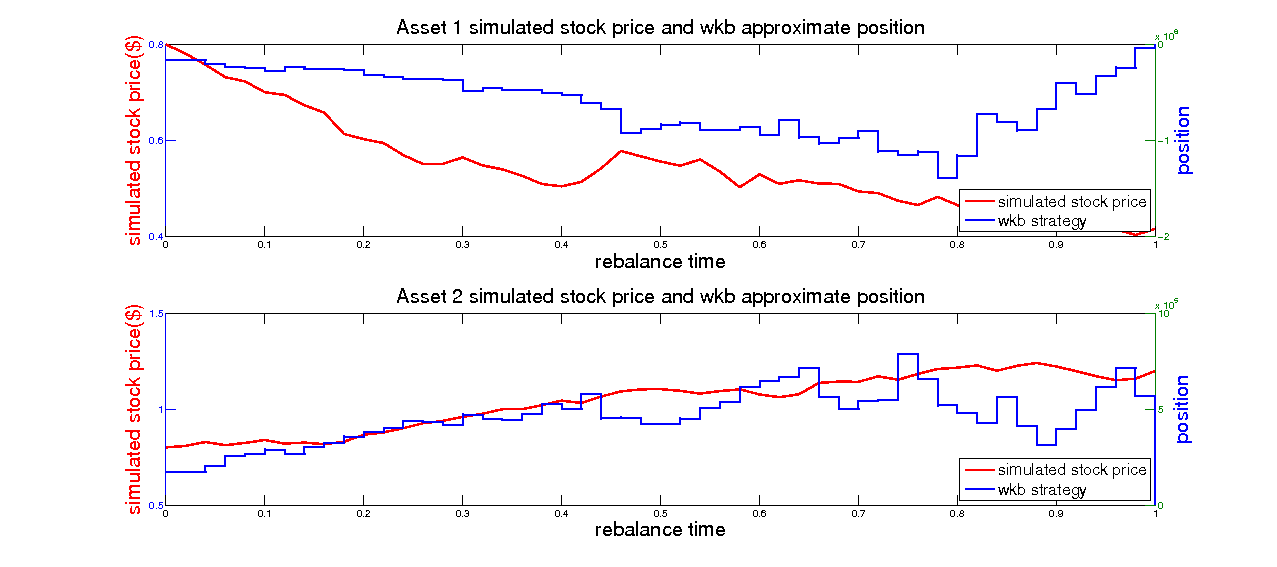 Asset 1 simulated stock price and wkb approximate position
simulated stock price($)
0.8
0.6
0.4
0
0.1
0.2
0.3
0.4
0.5
0.6
0.7
0.8
0.9
1
0
-1
-2
position
simulated stock price
wkb strategy
rebalance time
Asset 2 simulated stock price and wkb approximate position
simulated stock price($)
1.5
1
0.5
0
0.1
0.2
0.3
0.4
0.5
0.6
0.7
0.8
0.9
1
10
5
0
position
simulated stock price
wkb strategy
rebalance time